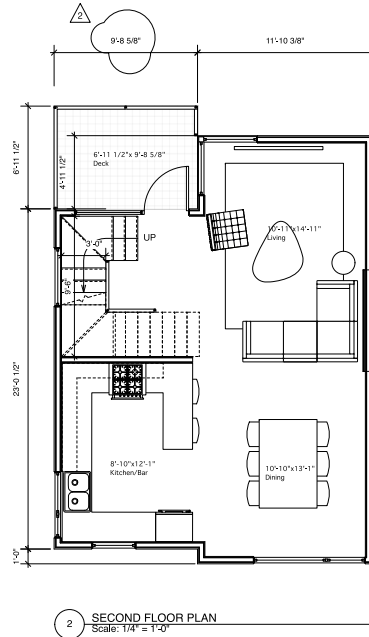 2
9'-8 5/8"
11'-10 3/8"
6'-11 1/2"
4'-11 1/2"
6'-11 1/2"x 9'-8 5/8"
Deck
UP
3'-0"
9'-6"
10'-11"x14'-11"
Living
23'-0 1/2"
8'-10"x12'-1"
Kitchen/Bar
10'-10"x13'-1"
Dining
1'-0"
2
SECOND FLOOR PLAN
Scale: 1/4" = 1'-0"